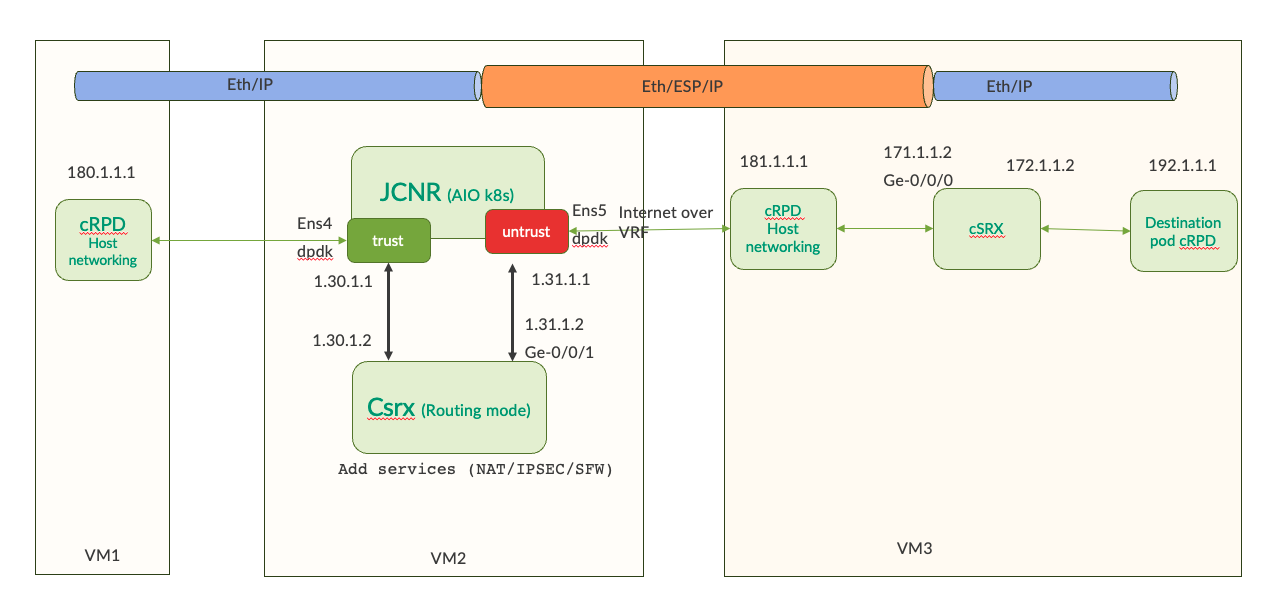 Eth/IP
Eth/ESP/IP
Eth/IP
180.1.1.1
cRPD
Host
networking
VM1
JCNR (AIO k8s)
Ens4
dpdk
trust
untrust
Ens5
dpdk
Internet over
VRF
1.30.1.1
1.31.1.1
1.30.1.2
1.31.1.2
Ge-0/0/1
Csrx (Routing mode)
Add services (NAT/IPSEC/SFW)
VM2
181.1.1.1
171.1.1.2
Ge-0/0/0
172.1.1.2
192.1.1.1
cRPD
Host
networking
cSRX
Destination
pod cRPD
VM3